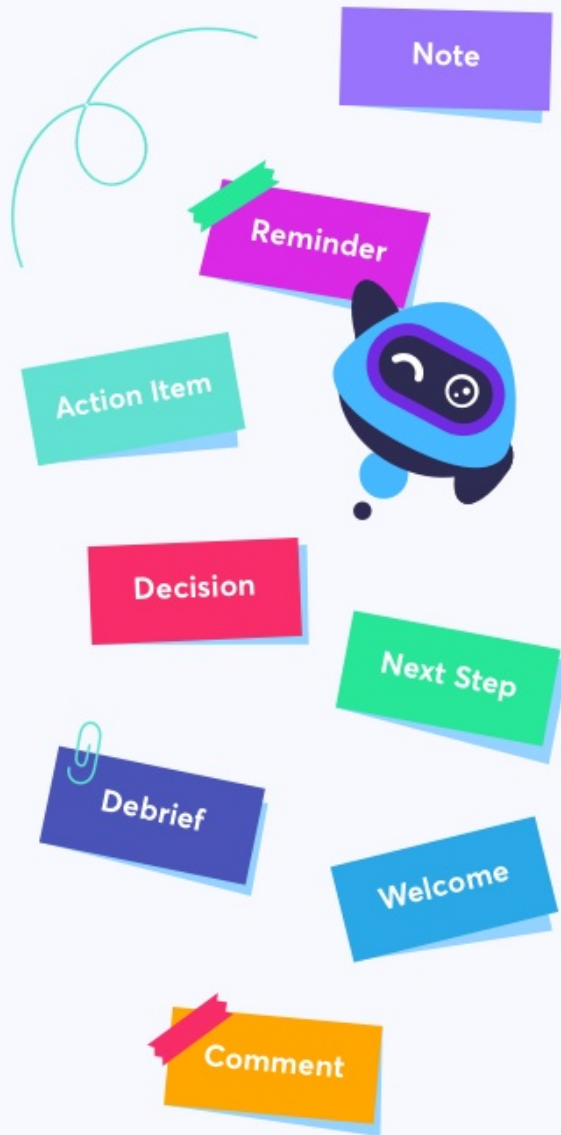 Note
Reminder
Action Item
Decision
Next Step
Debrief
Welcome
Comment